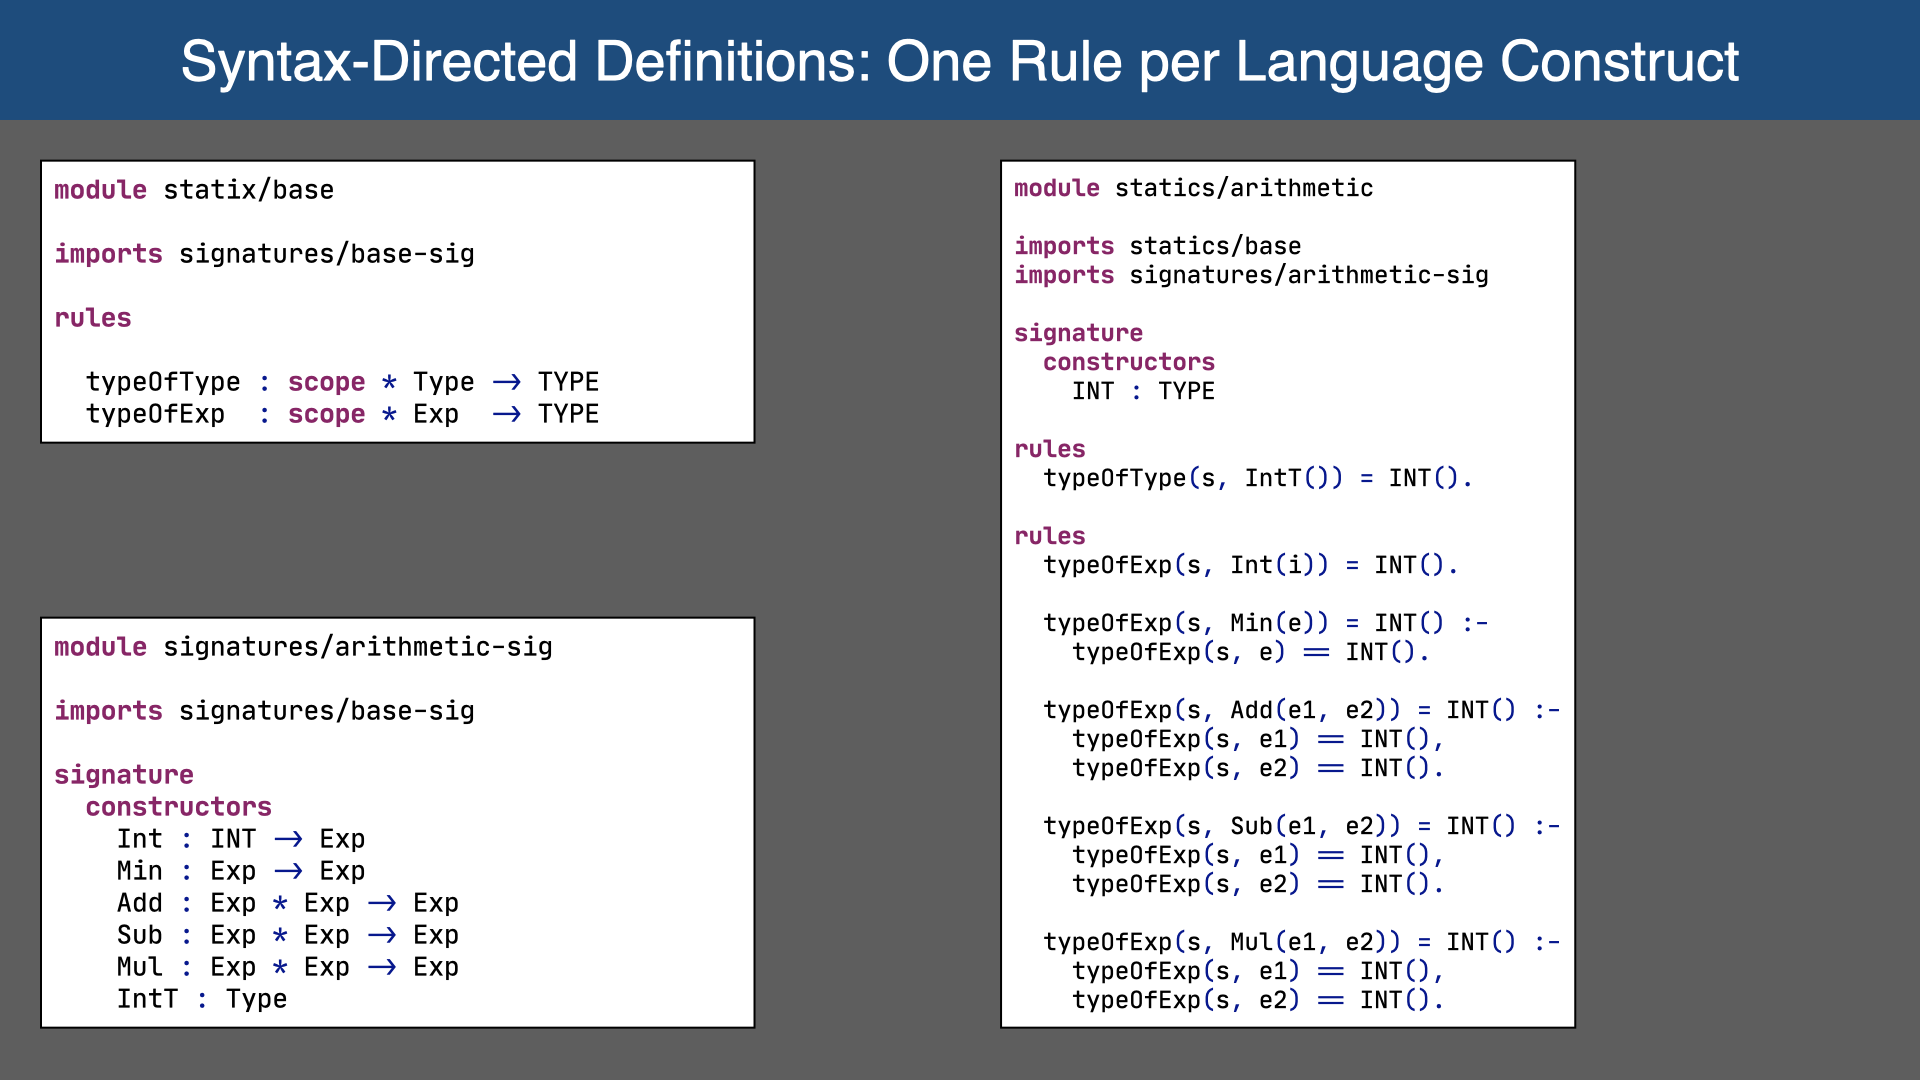 Syntax-Directed Definitions: One Rule per Language Construct
module statix/base
imports signatures/base-sig
rules
typeOfType : scope * Type → TYPE
typeOfExp : scope * Exp → TYPE
module signatures/arithmetic-sig
imports signatures/base-sig
signature
constructors
Int : INT → Exp
Min : Exp → Exp
Add : Exp * Exp → Exp
Sub : Exp * Exp → Exp
Mul : Exp * Exp → Exp
IntT : Type
module statics/arithmetic
imports statics/base
imports signatures/arithmetic-sig
signature
constructors
INT : TYPE
rules
typeOfType(s, IntT()) = INT().
rules
typeOfExp(s, Int(i)) = INT().
typeOfExp(s, Min(e)) = INT() :-
typeOfExp(s, e) == INT().
typeOfExp(s, Add(e1, e2)) = INT() :-
typeOfExp(s, e1) == INT(),
typeOfExp(s, e2) == INT().
typeOfExp(s, Sub(e1, e2)) = INT() :-
typeOfExp(s, e1) == INT(),
typeOfExp(s, e2) == INT().
typeOfExp(s, Mul(e1, e2)) = INT() :-
typeOfExp(s, e1) == INT(),
typeOfExp(s, e2) == INT().